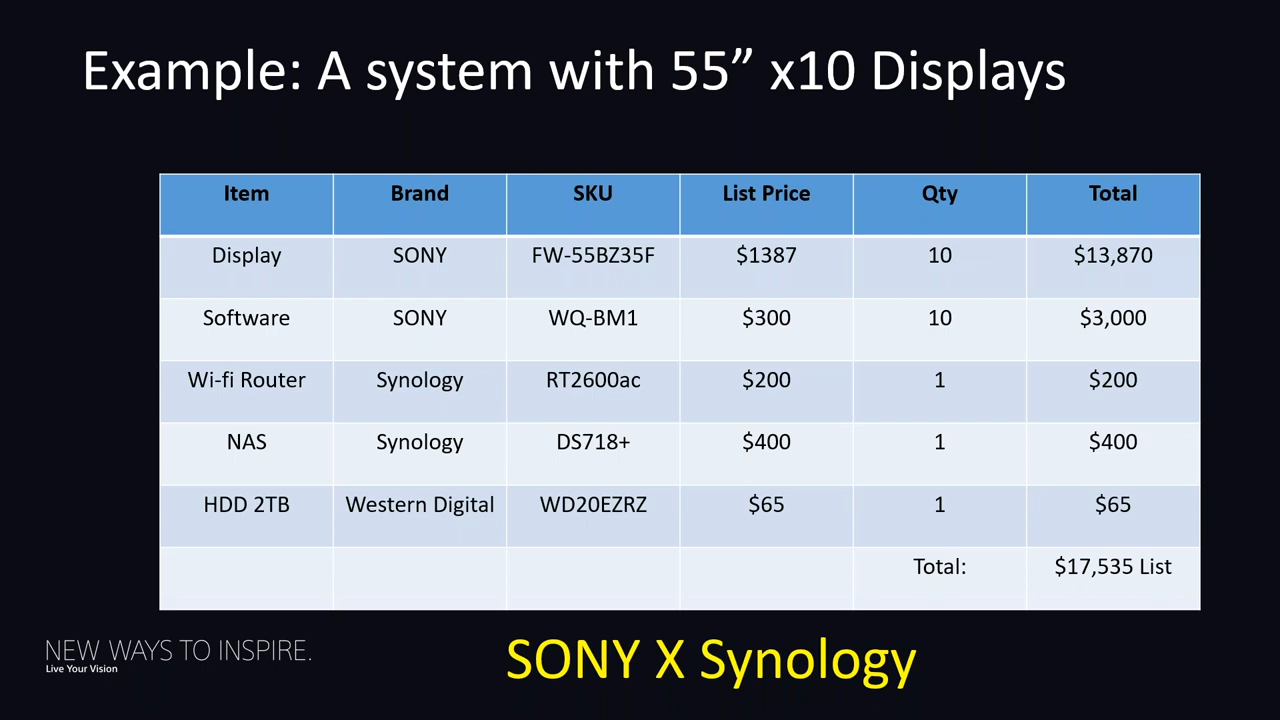 Example: A system with 55” x10 Displays
Item Brand SKU List Price Qty Total
Display SONY FW-55BZ35F $1387 10 $13,870
Software SONY WQ-BM1 $300 10 $3,000
Wi-fi Router Synology RT2600ac $200 1 $200
NAS Synology DS718+ $400 1 $400
HDD 2TB Western Digital WD20EZRZ $65 1 $65
Total: $17,535 List
NEW WAYS TO INSPIRE.
Live Your Vision
SONY X Synology